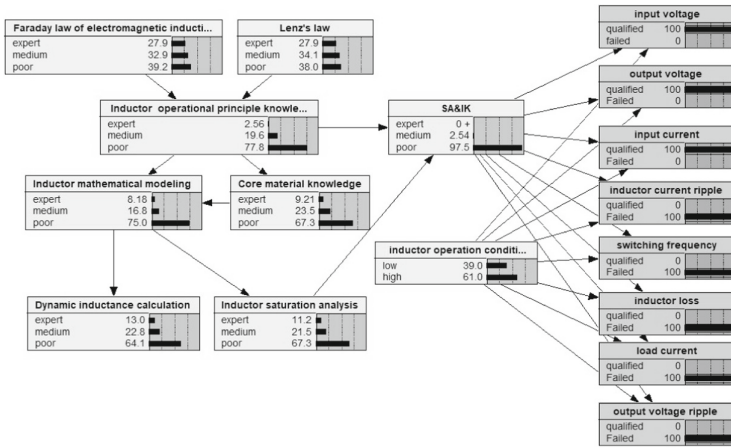 Faraday law of electromagnetic inducti...
expert 27.9
medium 32.9
poor 39.2
Lenz's law
expert 27.9
medium 34.1
poor 38.0
Inductor operational principle knowle...
expert 2.56
medium 19.6
poor 77.8
SA&IK
expert 0 +
medium 2.54
poor 97.5
Inductor mathematical modeling
expert 8.18
medium 16.8
poor 75.0
Core material knowledge
expert 9.21
medium 23.5
poor 67.3
inductor operation conditi...
low 39.0
high 61.0
Dynamic inductance calculation
expert 13.0
medium 22.8
poor 64.1
Inductor saturation analysis
expert 11.2
medium 21.5
poor 67.3
input voltage
qualified 100
failed 0
output voltage
qualified 100
Failed 0
input current
qualified 100
Failed 0
inductor current ripple
qualified 0
Failed 100
switching frequency
qualified 0
Failed 100
inductor loss
qualified 0
Failed 100
load current
qualified 0
Failed 100
output voltage ripple
qualified 0
Failed 100